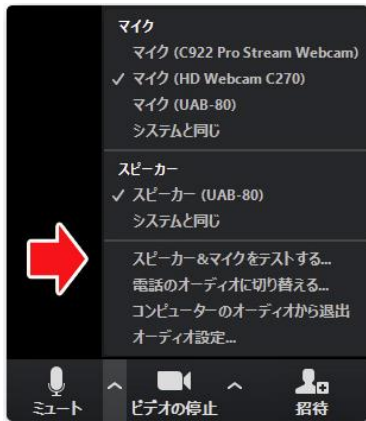 マイク
マイク (C922 Pro Stream Webcam)
✓ マイク (HD Webcam C270)
マイク (UAB-80)
システムと同じ
スピーカー
✓ スピーカー (UAB-80)
システムと同じ
スピーカー&マイクをテストする...
電話のオーディオに切り替える...
コンピューターのオーディオから退出
オーディオ設定...
ミュート ビデオの停止 招待